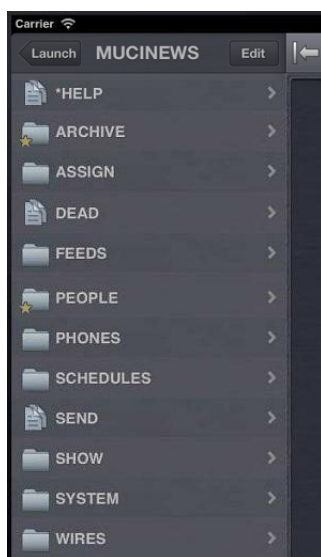 Carrier
Launch MUCINEWS Edit
*HELP
ARCHIVE
ASSIGN
DEAD
FEEDS
PEOPLE
PHONES
SCHEDULES
SEND
SHOW
SYSTEM
WIRES